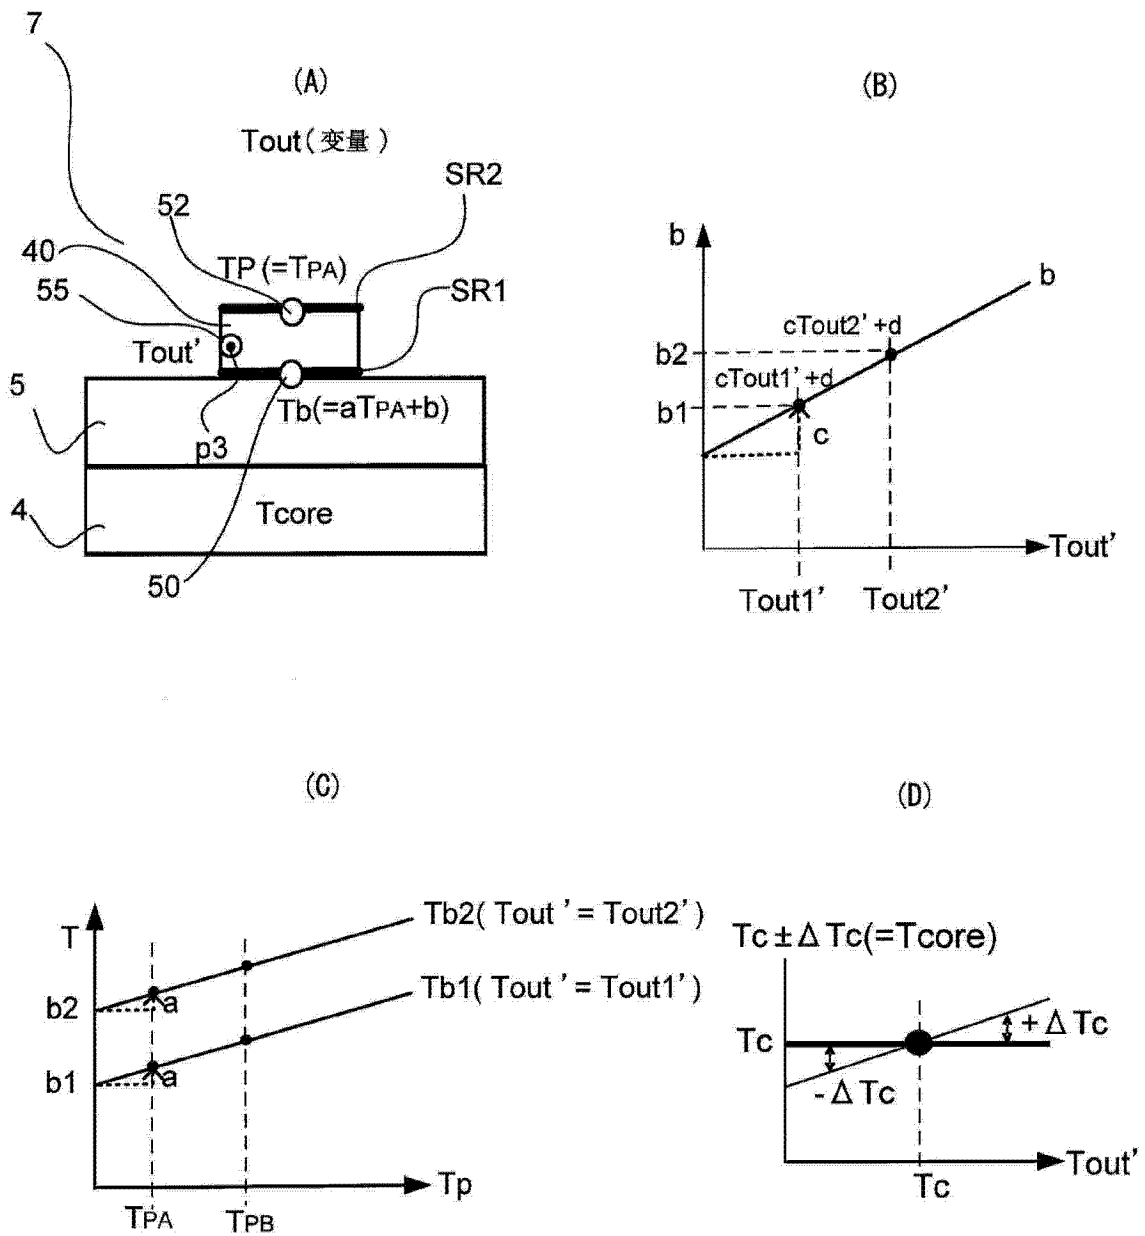 7
(A)
Tout(变量)
SR2
52
40
TP(=TPA)
55
SR1
Tout'
5
Tb(=aTPA+b)
p3
4
Tcore
50
(B)
b
b
cTout2'+d
b2
cTout1'+d
b1
c
Tout'
Tout1'
Tout2'
(C)
T
Tb2(Tout'=Tout2')
a
b2
Tb1(Tout'=Tout1')
a
b1
Tp
TPA
TPB
(D)
Tc±ΔTc(=Tcore)
+ΔTc
Tc
-ΔTc
Tout'
Tc